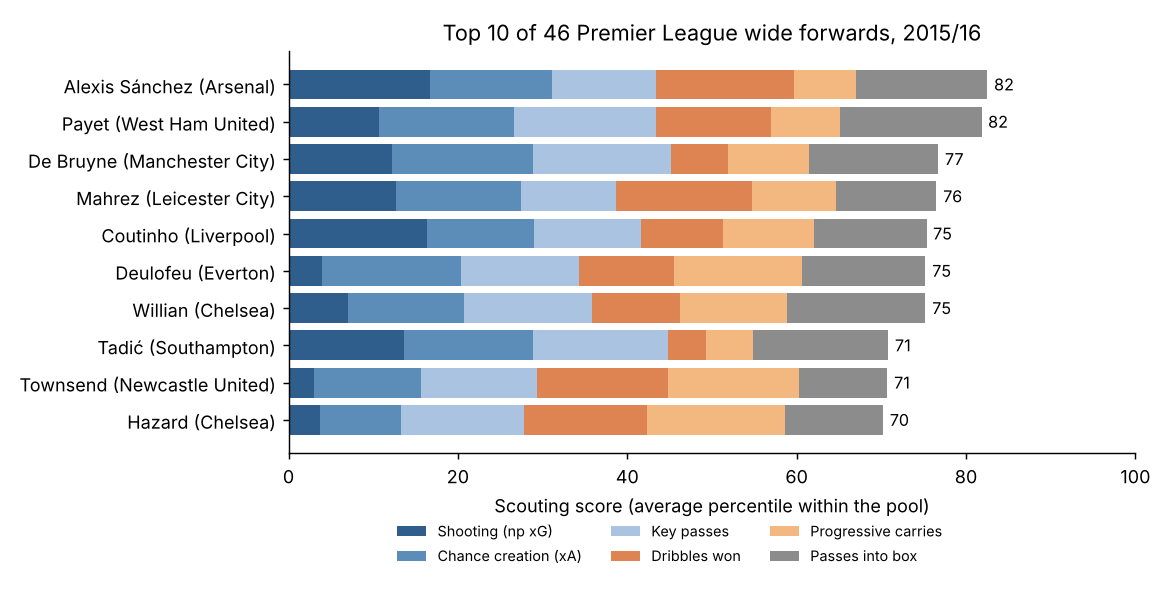 Top 10 of 46 Premier League wide forwards, 2015/16
Alexis Sánchez (Arsenal) 82
Payet (West Ham United) 82
De Bruyne (Manchester City) 77
Mahrez (Leicester City) 76
Coutinho (Liverpool) 75
Deulofeu (Everton) 75
Willian (Chelsea) 75
Tadić (Southampton) 71
Townsend (Newcastle United) 71
Hazard (Chelsea) 70
0 20 40 60 80 100
Scouting score (average percentile within the pool)
Shooting (np xG) Key passes Progressive carries
Chance creation (xA) Dribbles won Passes into box